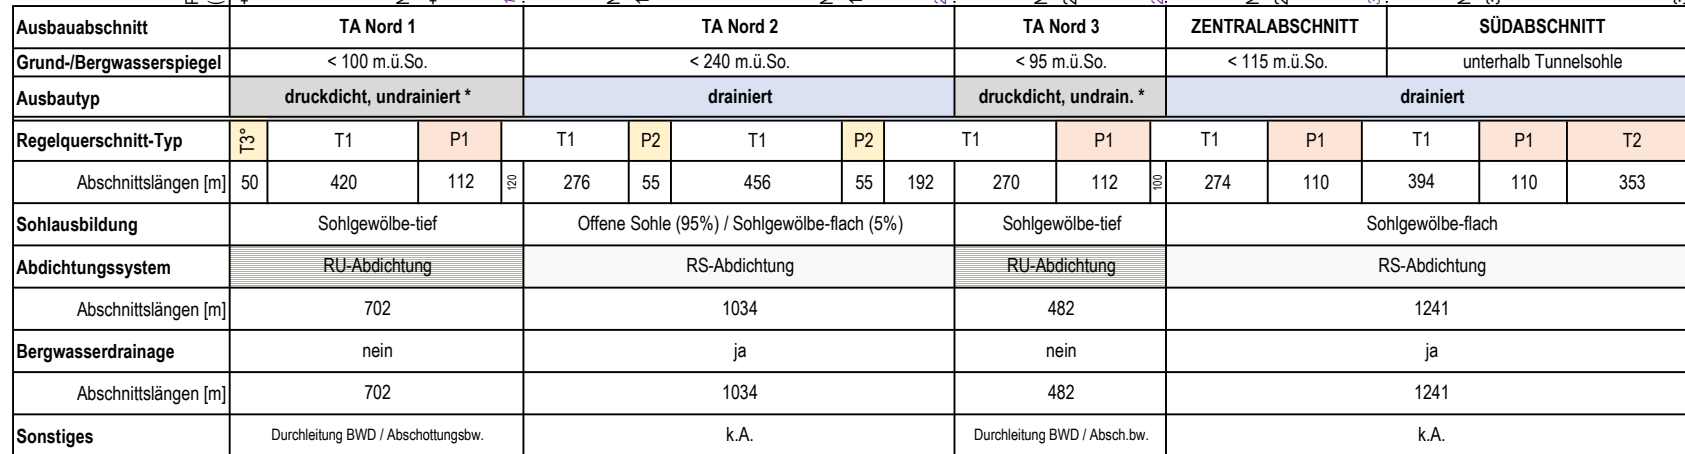 Ausbauabschnitt TA Nord 1 TA Nord 2 TA Nord 3 ZENTRALABSCHNITT SÜDABSCHNITT
Grund-/Bergwasserspiegel < 100 m.ü.So. < 240 m.ü.So. < 95 m.ü.So. < 115 m.ü.So. unterhalb Tunnelsohle
Ausbautyp druckdicht, undrainiert * drainiert druckdicht, undrain. * drainiert
Regelquerschnitt-Typ T3° T1 P1 T1 P2 T1 P2 T1 P1 T1 P1 T1 P1 T2
Abschnittslängen [m] 50 420 112 120 276 55 456 55 192 270 112 100 274 110 394 110 353
Sohlausbildung Sohlgewölbe-tief Offene Sohle (95%) / Sohlgewölbe-flach (5%) Sohlgewölbe-tief Sohlgewölbe-flach
Abdichtungssystem RU-Abdichtung RS-Abdichtung RU-Abdichtung RS-Abdichtung
Abschnittslängen [m] 702 1034 482 1241
Bergwasserdrainage nein ja nein ja
Abschnittslängen [m] 702 1034 482 1241
Sonstiges Durchleitung BWD / Abschottungsbw. k.A. Durchleitung BWD / Absch.bw. k.A.